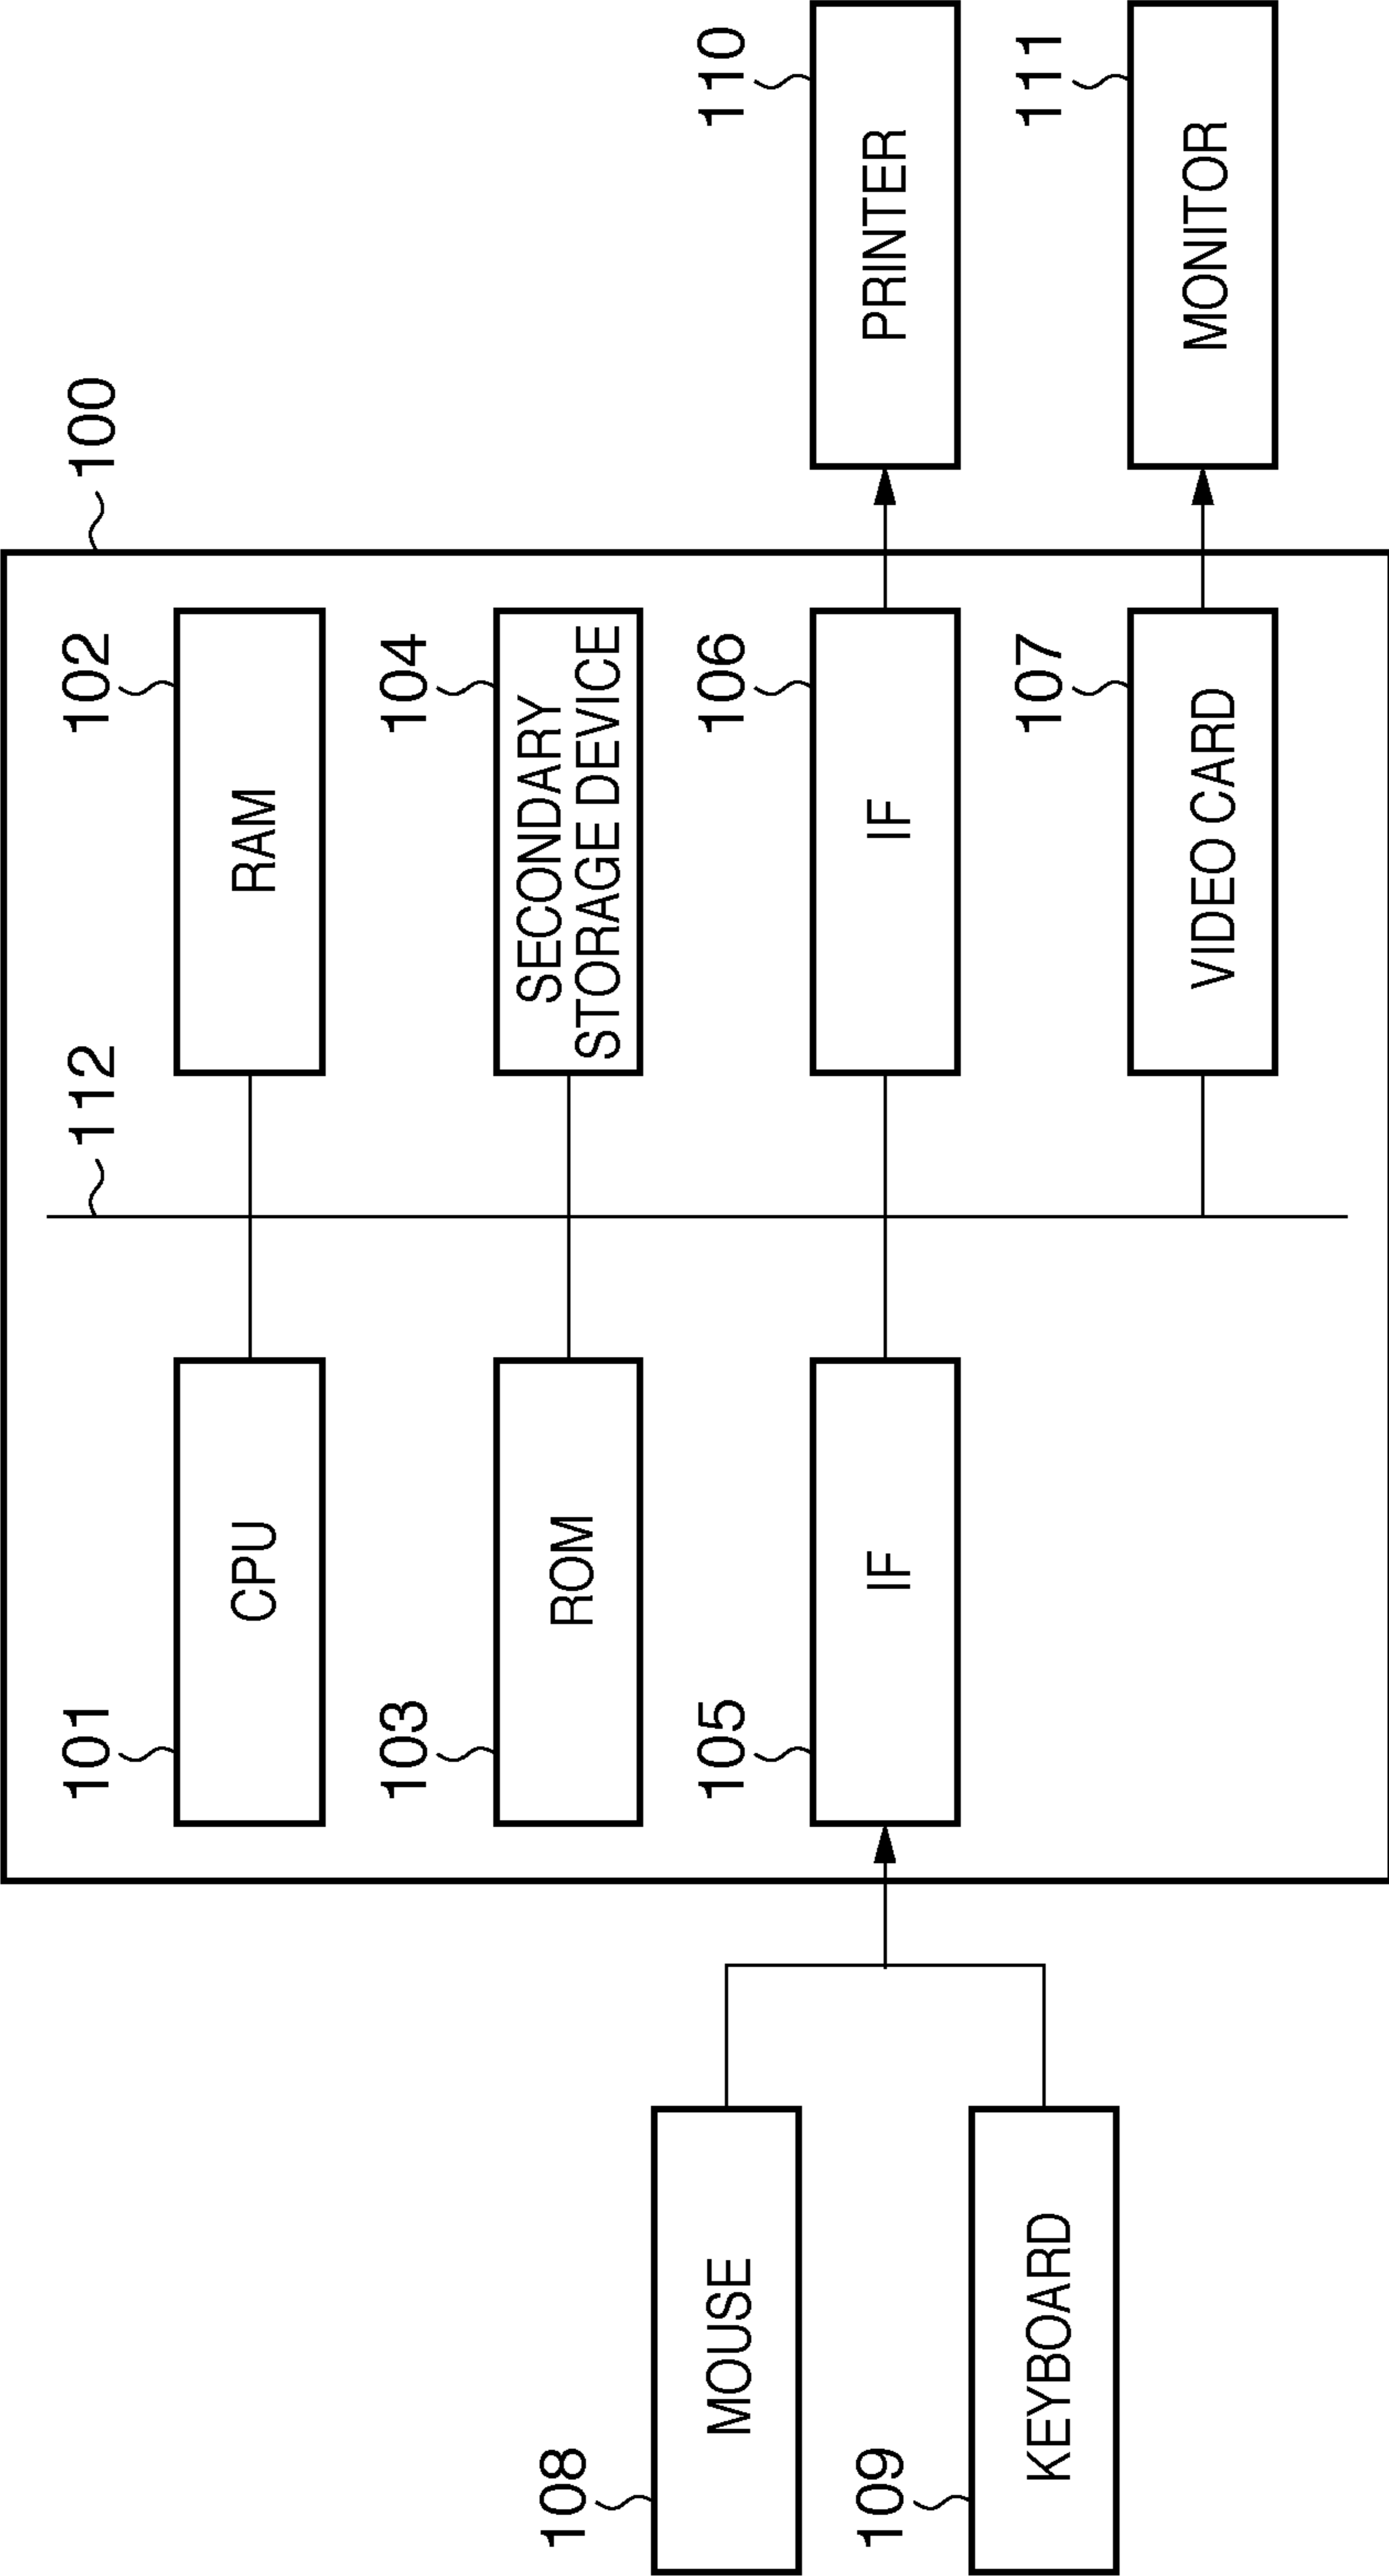 100
112
101
CPU
102
RAM
103
ROM
104
SECONDARY
STORAGE DEVICE
108
MOUSE
105
IF
106
IF
110
PRINTER
109
KEYBOARD
107
VIDEO CARD
111
MONITOR